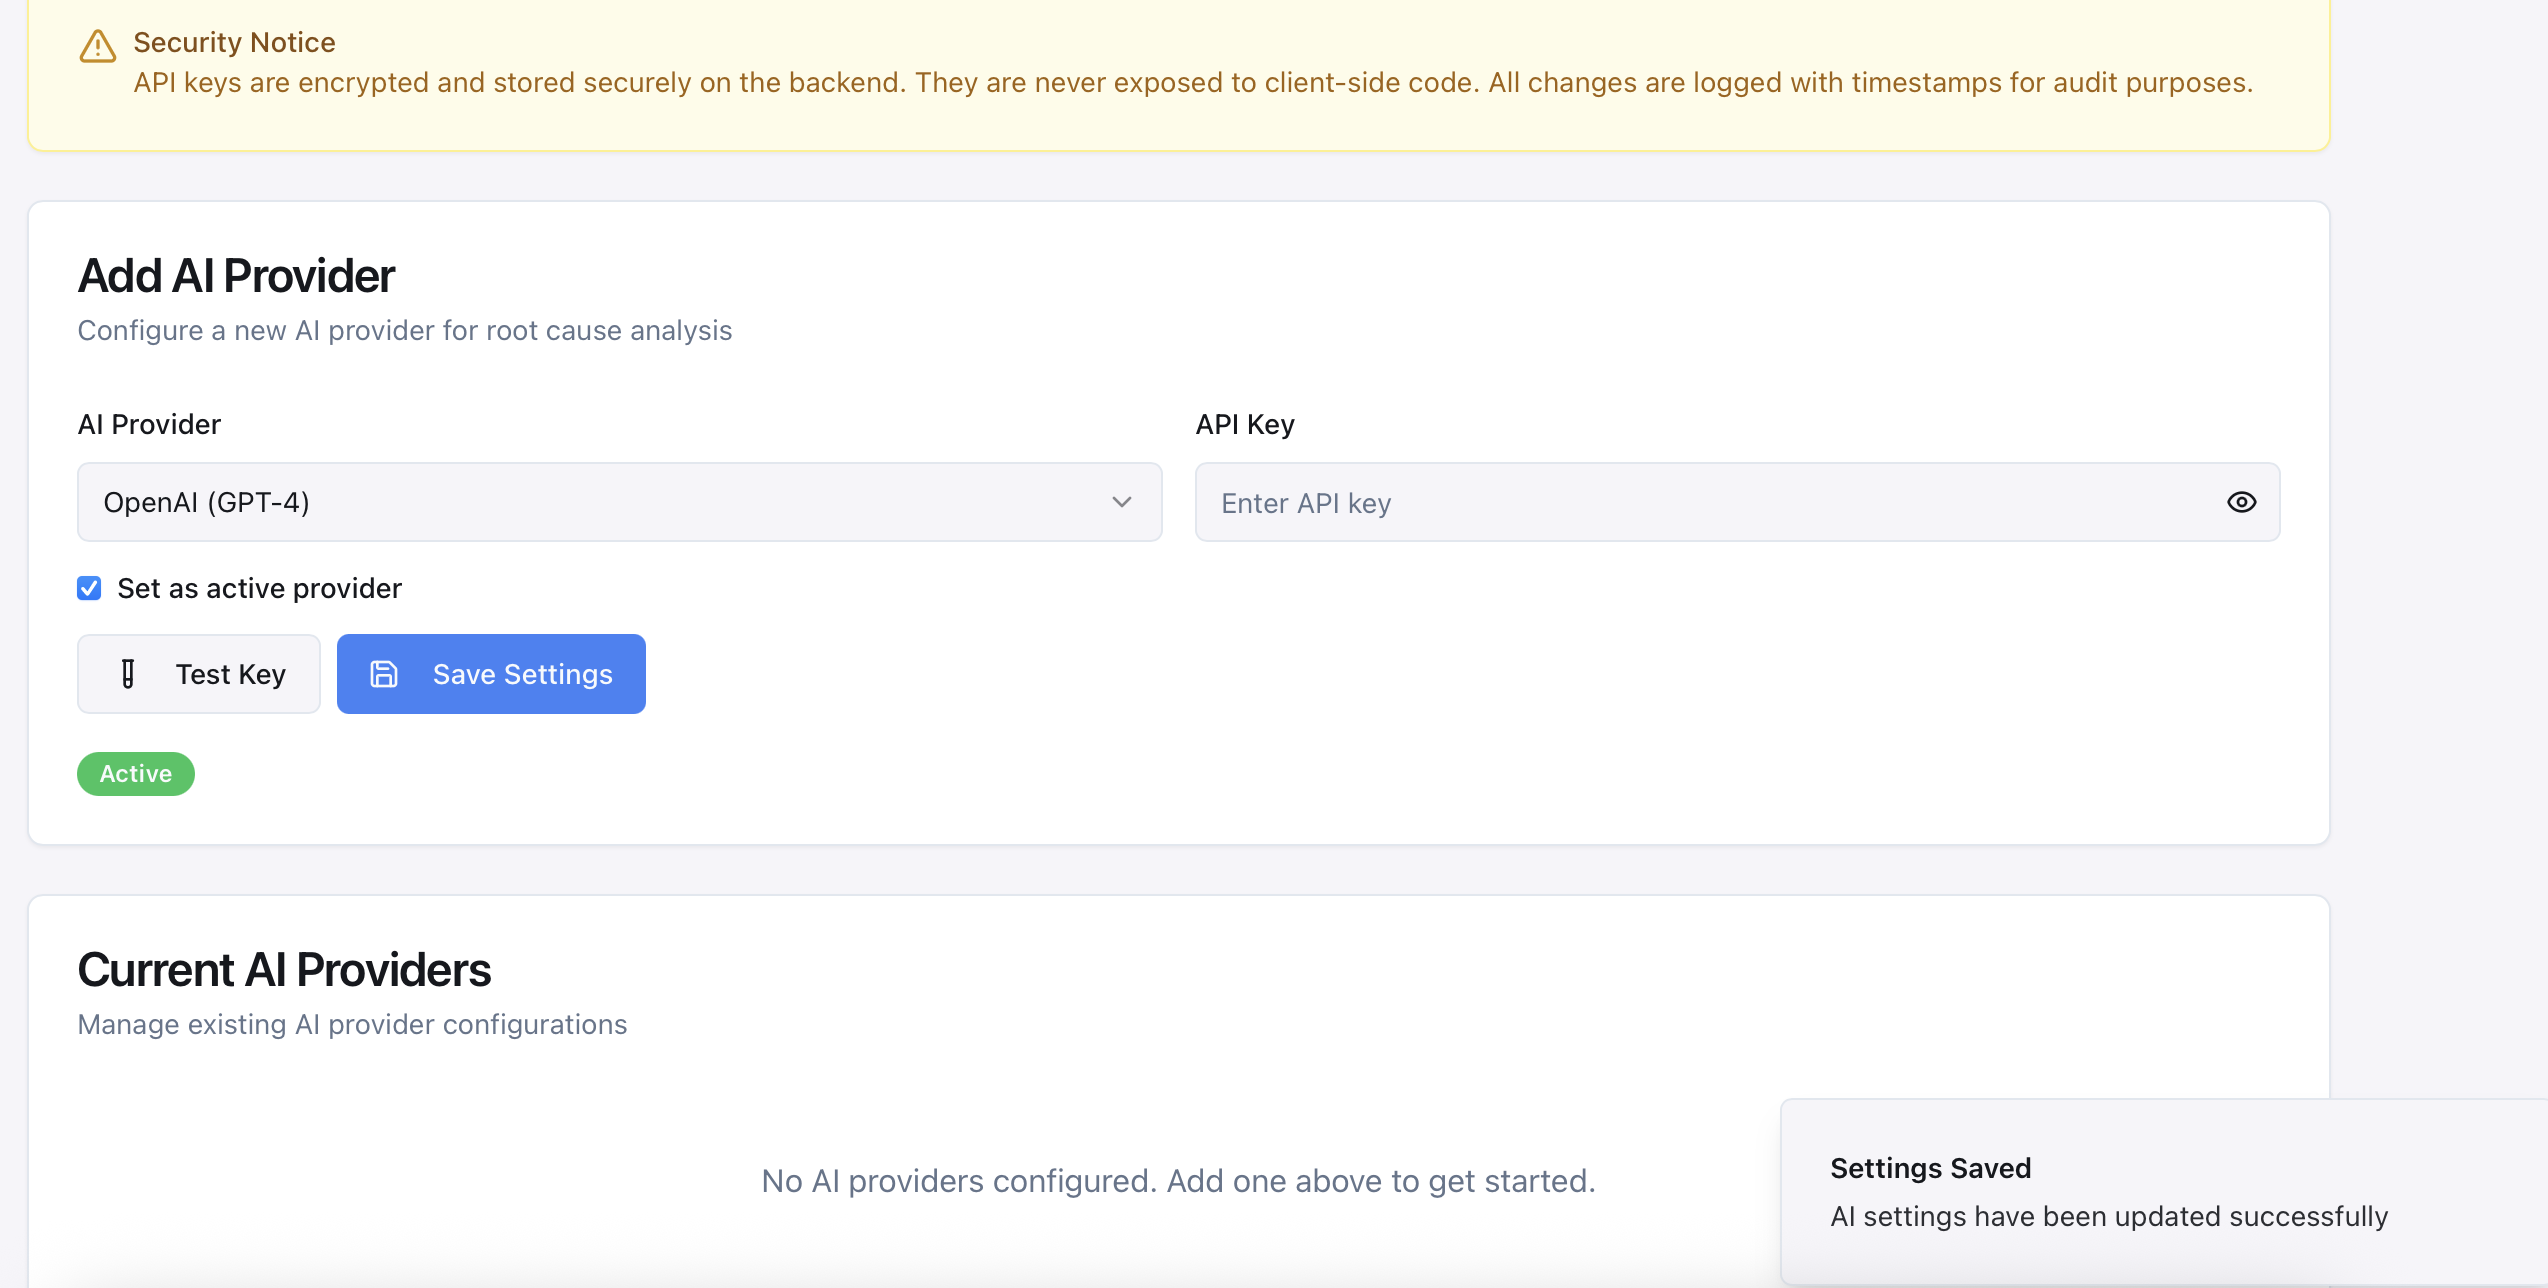 Security Notice
API keys are encrypted and stored securely on the backend. They are never exposed to client-side code. All changes are logged with timestamps for audit purposes.
Add AI Provider
Configure a new AI provider for root cause analysis
AI Provider
OpenAI (GPT-4)
API Key
Enter API key
Set as active provider
Test Key
Save Settings
Active
Current AI Providers
Manage existing AI provider configurations
No AI providers configured. Add one above to get started.
Settings Saved
AI settings have been updated successfully